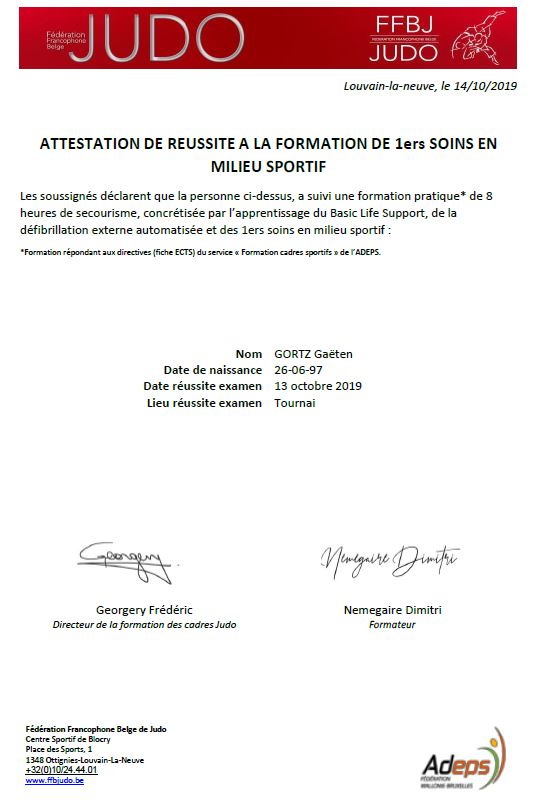 Fédération
Francophone
Belge
JUDO
FFBJ
FEDERATION FRANCOPHONE BELGE
JUDO
Louvain-la-neuve, le 14/10/2019
ATTESTATION DE REUSSITE A LA FORMATION DE 1ers SOINS EN
MILIEU SPORTIF
Les soussignés déclarent que la personne ci-dessus, a suivi une formation pratique* de 8
heures de secourisme, concrétisée par l’apprentissage du Basic Life Support, de la
défibrillation externe automatisée et des 1ers soins en milieu sportif :
*Formation répondant aux directives (fiche ECTS) du service « Formation cadres sportifs » de l’ADEPS.
Nom GORTZ Gaëten
Date de naissance 26-06-97
Date réussite examen 13 octobre 2019
Lieu réussite examen Tournai
Georgery
Nemegaire Dimitri
Georgery Frédéric
Directeur de la formation des cadres Judo
Nemegaire Dimitri
Formateur
Fédération Francophone Belge de Judo
Centre Sportif de Blocry
Place des Sports, 1
1348 Ottignies-Louvain-La-Neuve
+32(0)10/24.44.01
www.ffbjudo.be
Adeps
FÉDÉRATION
WALLONIE-BRUXELLES